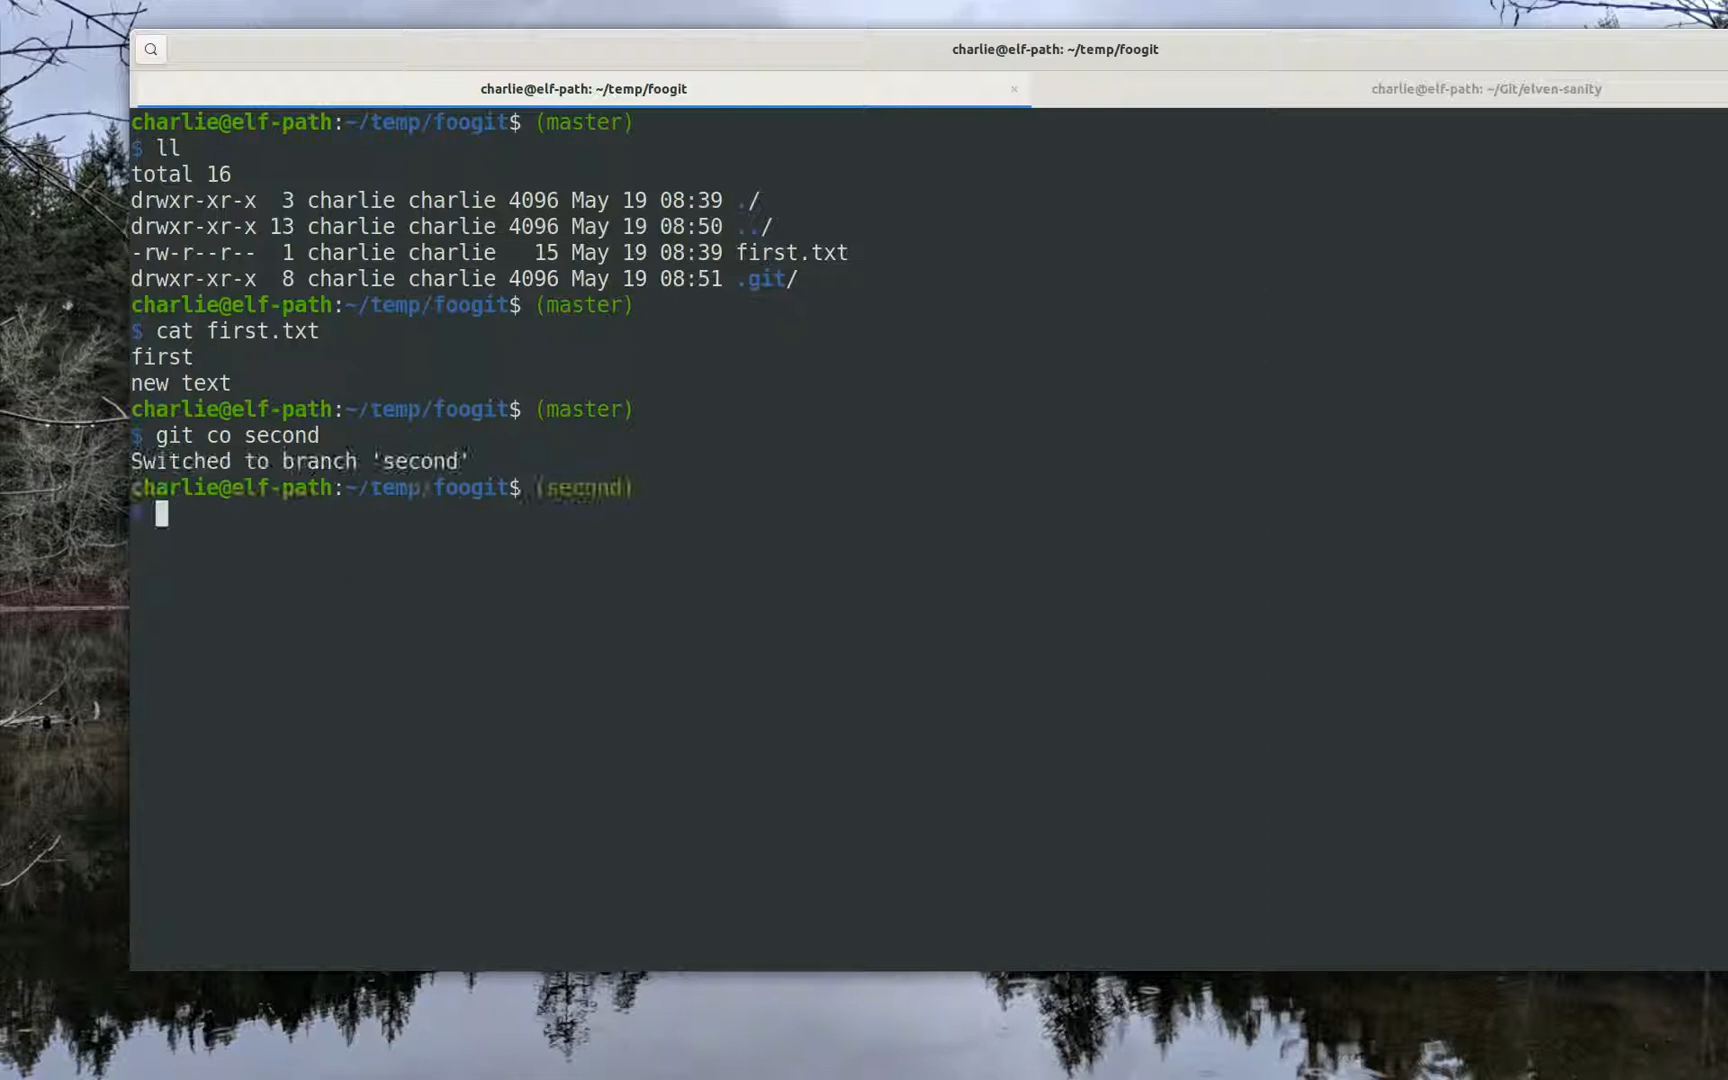 charlie@elf-path: ~/temp/foogit
charlie@elf-path: ~/temp/foogit × charlie@elf-path: ~/Git/elven-sanity
charlie@elf-path:~/temp/foogit$ (master)
$ ll
total 16
drwxr-xr-x  3 charlie charlie 4096 May 19 08:39 ./
drwxr-xr-x 13 charlie charlie 4096 May 19 08:50 ../
-rw-r--r--  1 charlie charlie   15 May 19 08:39 first.txt
drwxr-xr-x  8 charlie charlie 4096 May 19 08:51 .git/
charlie@elf-path:~/temp/foogit$ (master)
$ cat first.txt
first
new text
charlie@elf-path:~/temp/foogit$ (master)
$ git co second
Switched to branch 'second'
charlie@elf-path:~/temp/foogit$ (second)
$